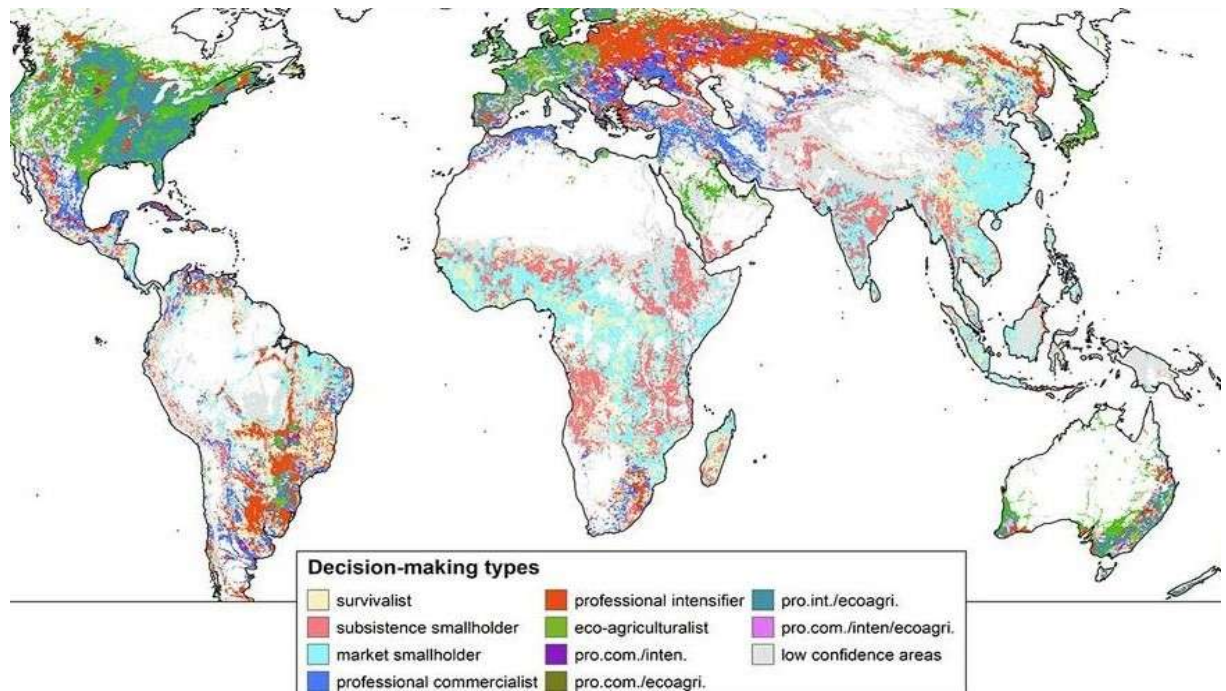 Decision-making types
survivalist
subsistence smallholder
market smallholder
professional commercialist
professional intensifier
eco-agriculturalist
pro.com./inten.
pro.com./ecoagri.
pro.int./ecoagri.
pro.com./inten/ecoagri.
low confidence areas